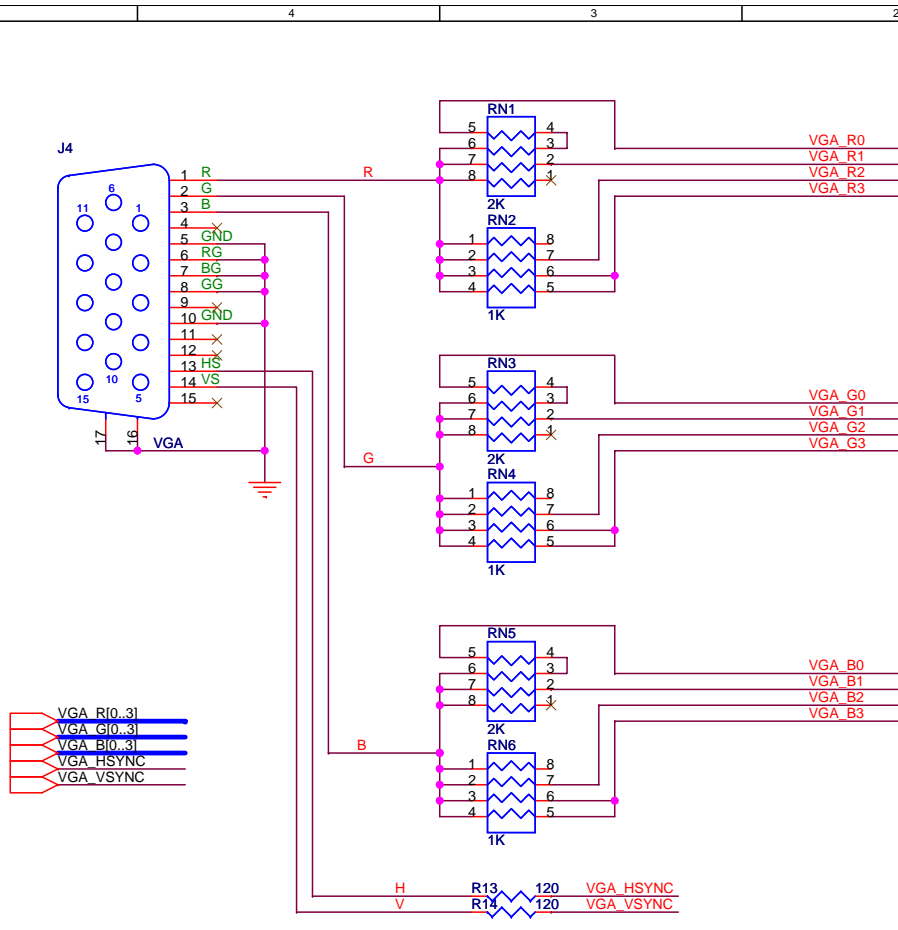 4 3 2
J4
6
11 1
10
15 5
1 R
2 G
3 B
4
5 GND
6 RG
7 BG
8 GG
9
10 GND
11
12
13 HS
14 VS
15
17 16 VGA
R
G
B
RN1
5 4
6 3
7 2
8 1
2K
RN2
1 8
2 7
3 6
4 5
1K
VGA_R0
VGA_R1
VGA_R2
VGA_R3
RN3
5 4
6 3
7 2
8 1
2K
RN4
1 8
2 7
3 6
4 5
1K
VGA_G0
VGA_G1
VGA_G2
VGA_G3
RN5
5 4
6 3
7 2
8 1
2K
RN6
1 8
2 7
3 6
4 5
1K
VGA_B0
VGA_B1
VGA_B2
VGA_B3
VGA_R[0..3]
VGA_G[0..3]
VGA_B[0..3]
VGA_HSYNC
VGA_VSYNC
H R13 120 VGA_HSYNC
V R14 120 VGA_VSYNC